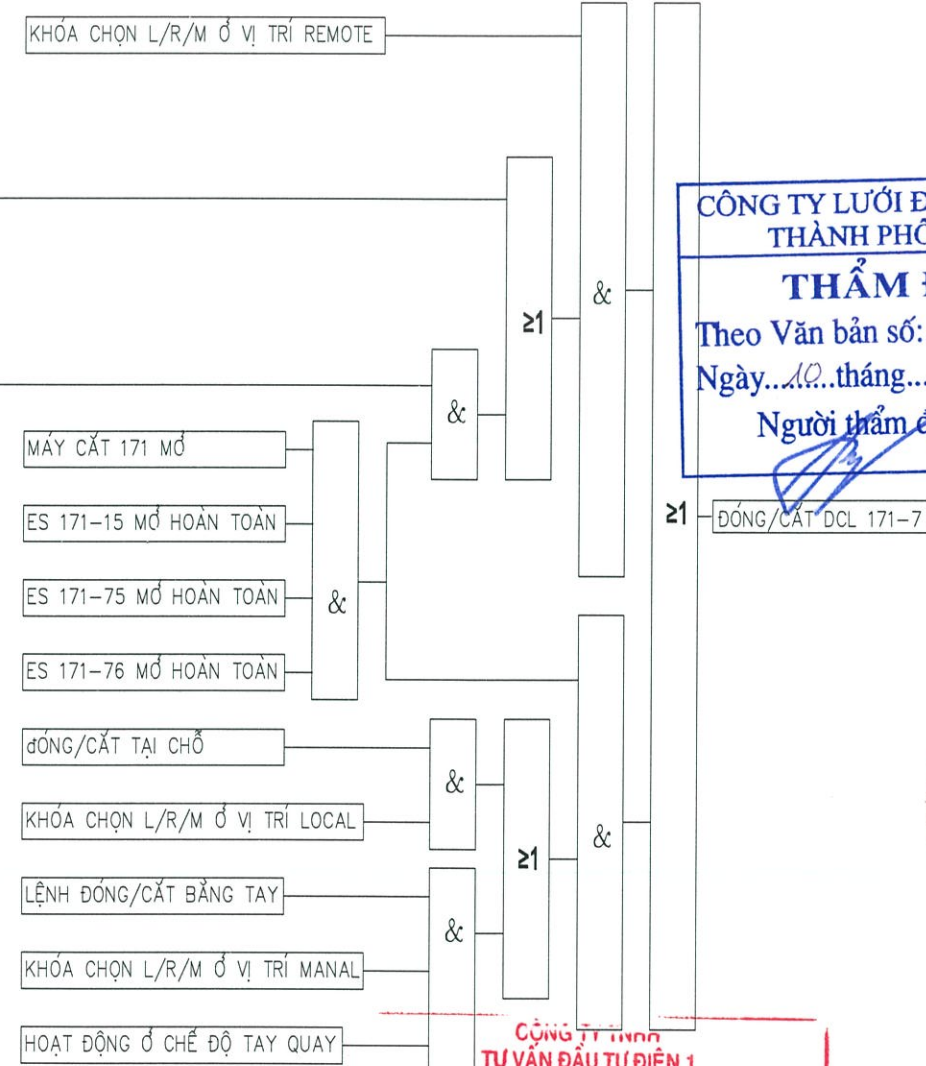 KHÓA CHỌN L/R/M Ở VỊ TRÍ REMOTE
&
≥1
&
MÁY CẮT 171 MỞ
ES 171-15 MỞ HOÀN TOÀN
ES 171-75 MỞ HOÀN TOÀN
ES 171-76 MỞ HOÀN TOÀN
&
≥1
ĐÓNG/CẮT DCL 171-7
đÓNG/CẮT TẠI CHỖ
KHÓA CHỌN L/R/M Ở VỊ TRÍ LOCAL
&
≥1
&
LỆNH ĐÓNG/CẮT BẰNG TAY
KHÓA CHỌN L/R/M Ở VỊ TRÍ MANAL
HOẠT ĐỘNG Ở CHẾ ĐỘ TAY QUAY
&
CÔNG TY LƯỚI
THÀNH PHỐ
THẨM
Theo Văn bản số:
Ngày...10...tháng...
Người thẩm
CÔNG TY TNHH
TƯ VẤN ĐẦU TƯ ĐIỆN 1